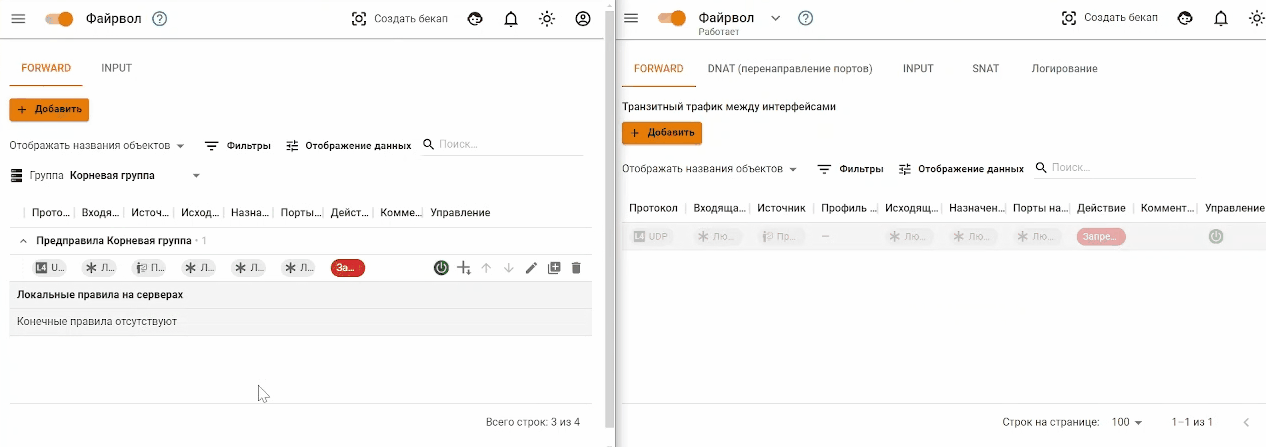 Файрвол
Создать бекап
FORWARD INPUT
+ Добавить
Отображать названия объектов Фильтры Отображение данных Поиск...
Группа Корневая группа
Прото... Входя... Источ... Исход... Назна... Порты... Дейст... Комме... Управление
Предправила Корневая группа • 1
L4 U... Л... П... Л... Л... Л... За...
Локальные правила на серверах
Конечные правила отсутствуют
Всего строк: 3 из 4
Файрвол
Работает
Создать бекап
FORWARD DNAT (перенаправление портов) INPUT SNAT Логирование
Транзитный трафик между интерфейсами
+ Добавить
Отображать названия объектов Фильтры Отображение данных Поиск...
Протокол Входяща... Источник Профиль ... Исходящ... Назначен... Порты на... Действие Коммент... Управление
L4 UDP Лю... Пр... — Лю... Лю... Лю... Запре...
Строк на странице: 100 1–1 из 1